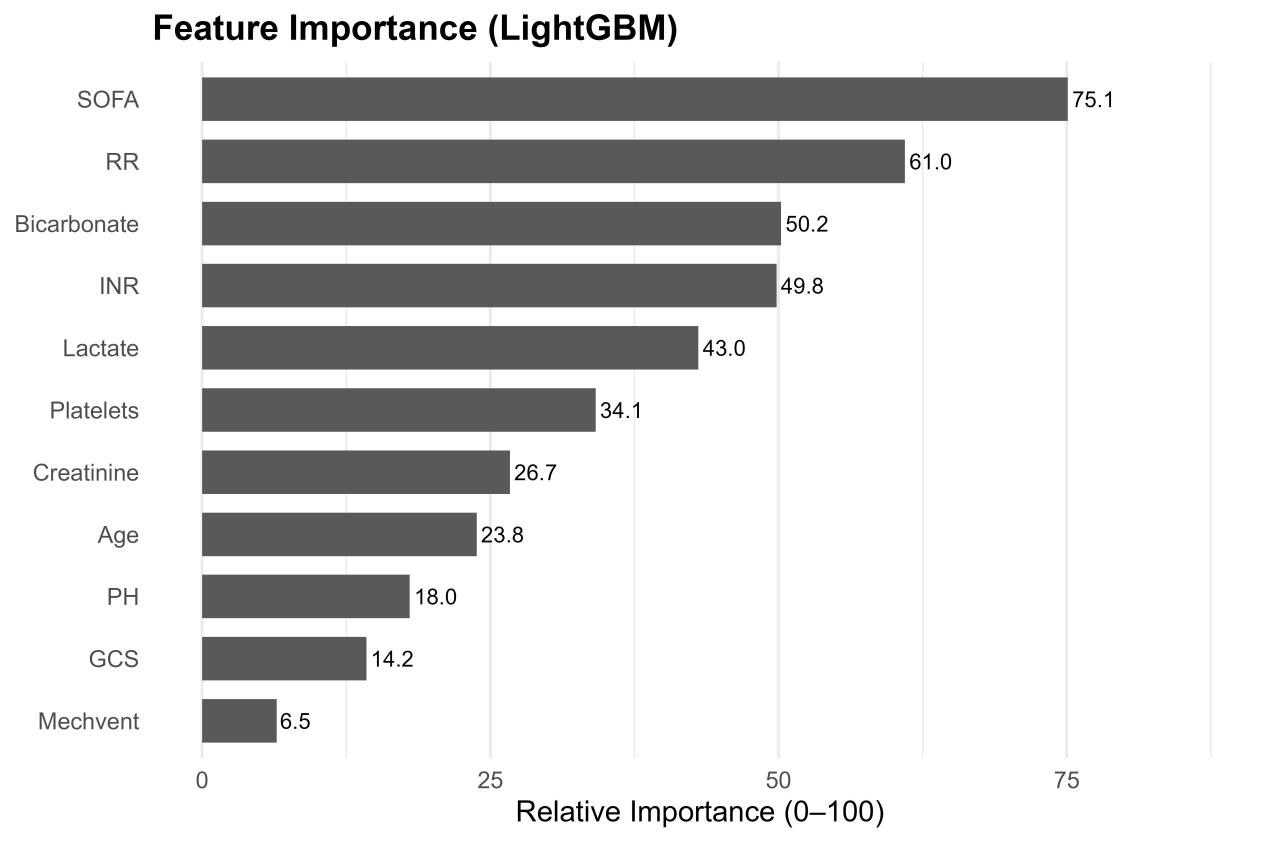 Feature Importance (LightGBM)
SOFA 75.1
RR 61.0
Bicarbonate 50.2
INR 49.8
Lactate 43.0
Platelets 34.1
Creatinine 26.7
Age 23.8
PH 18.0
GCS 14.2
Mechvent 6.5
0 25 50 75
Relative Importance (0–100)